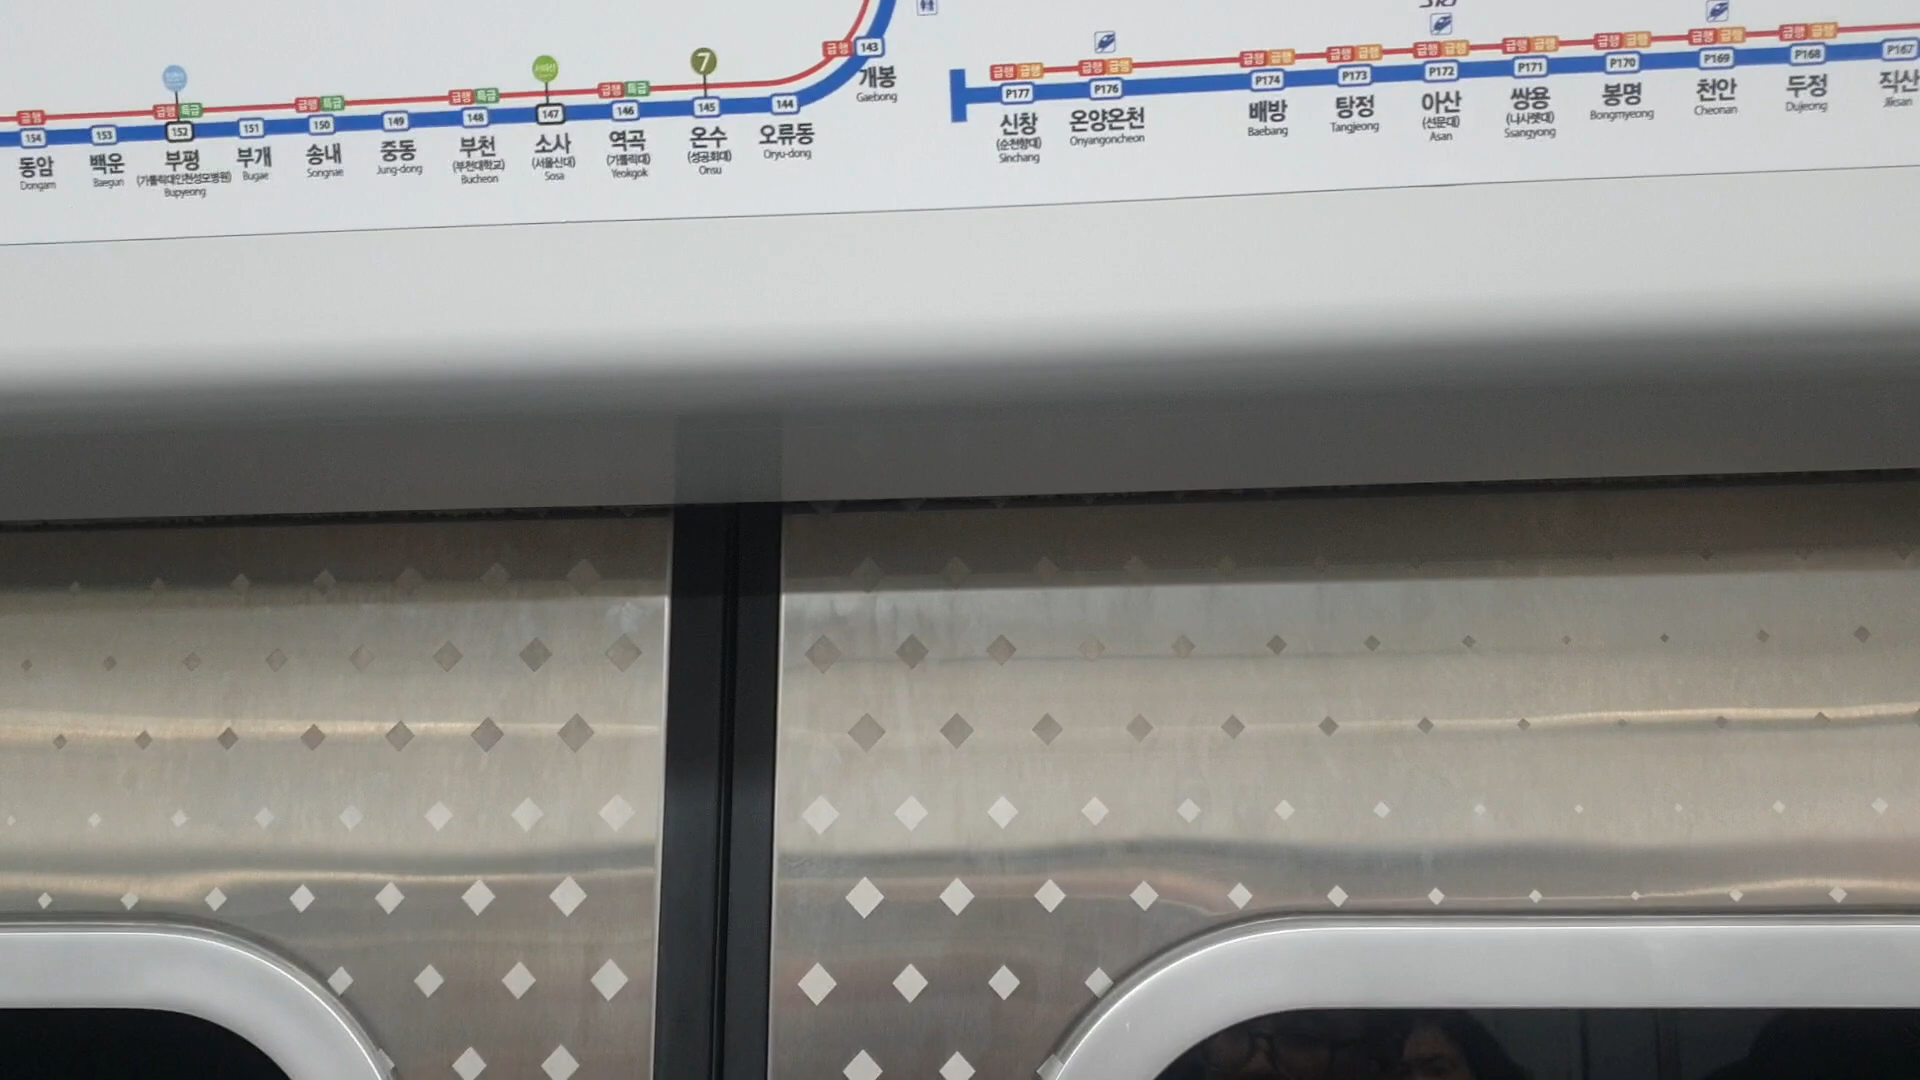 급행 143
개봉
Gaebong
7
급행
154
동암
Dongam
153
백운
Baegun
급행 특급
152
부평
(가톨릭대인천성모병원)
Bupyeong
151
부개
Bugae
급행 특급
150
송내
Songnae
149
중동
Jung-dong
급행 특급
148
부천
(부천대학교)
Bucheon
147
소사
(서울신대)
Sosa
급행 특급
146
역곡
(가톨릭대)
Yeokgok
145
온수
(성공회대)
Onsu
144
오류동
Oryu-dong
급행 급행
P177
신창
(순천향대)
Sinchang
급행 급행
P176
온양온천
Onyangoncheon
급행 급행
P174
배방
Baebang
급행 급행
P173
탕정
Tangjeong
급행 급행
P172
아산
(선문대)
Asan
급행 급행
P171
쌍용
(나사렛대)
Ssangyong
급행 급행
P170
봉명
Bongmyeong
급행 급행
P169
천안
Cheonan
급행 급행
P168
두정
Dujeong
P167
직산
Jiksan